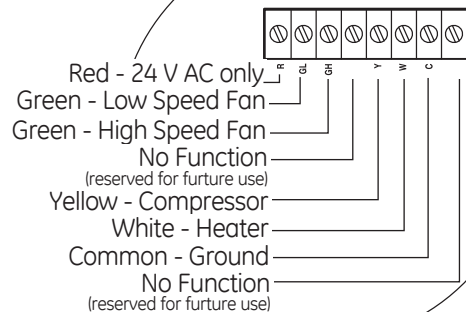 R GL GH Y W C
Red - 24 V AC only
Green - Low Speed Fan
Green - High Speed Fan
No Function
(reserved for furture use)
Yellow - Compressor
White - Heater
Common - Ground
No Function
(reserved for furture use)